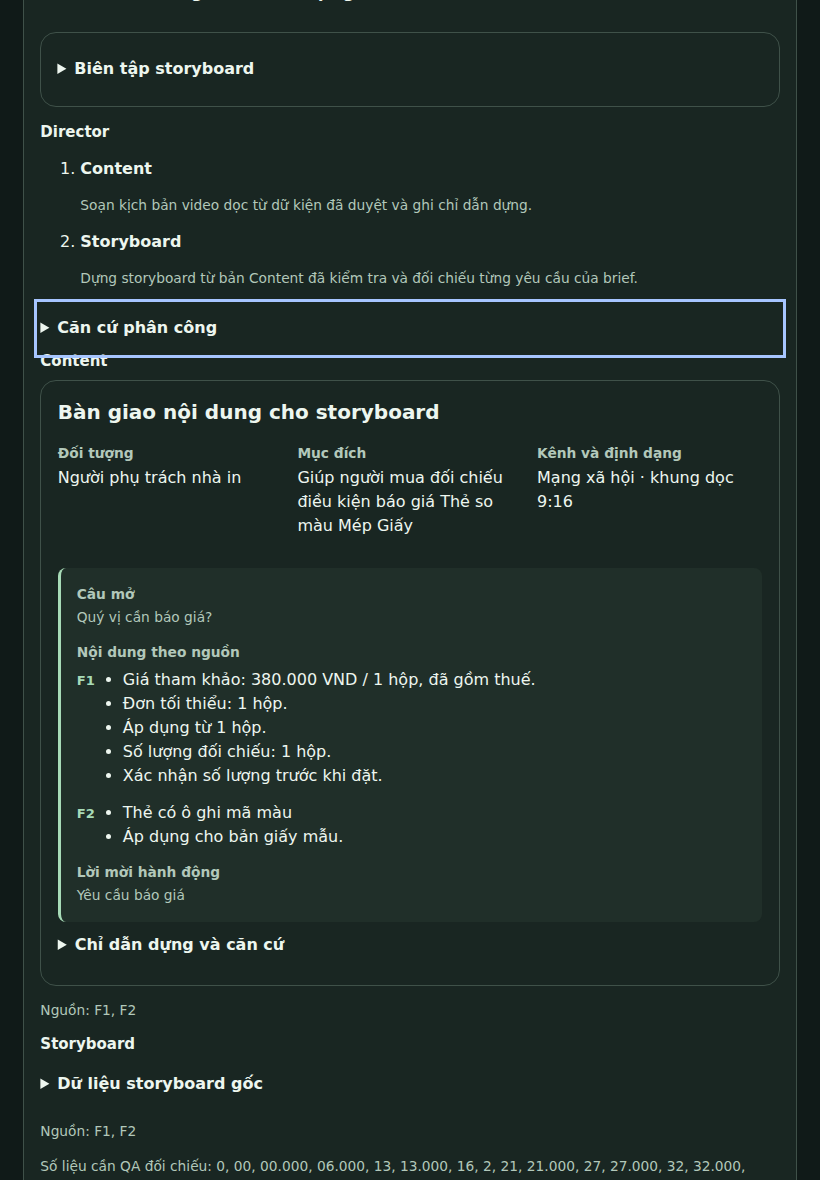 Biên tập storyboard
Director
1. Content
Soạn kịch bản video dọc từ dữ kiện đã duyệt và ghi chỉ dẫn dựng.
2. Storyboard
Dựng storyboard từ bản Content đã kiểm tra và đối chiếu từng yêu cầu của brief.
Căn cứ phân công
Content
Bàn giao nội dung cho storyboard
Đối tượng
Người phụ trách nhà in
Mục đích
Giúp người mua đối chiếu
điều kiện báo giá Thẻ so
màu Mép Giấy
Kênh và định dạng
Mạng xã hội · khung dọc
9:16
Câu mở
Quý vị cần báo giá?
Nội dung theo nguồn
F1 • Giá tham khảo: 380.000 VND / 1 hộp, đã gồm thuế.
• Đơn tối thiểu: 1 hộp.
• Áp dụng từ 1 hộp.
• Số lượng đối chiếu: 1 hộp.
• Xác nhận số lượng trước khi đặt.
F2 • Thẻ có ô ghi mã màu
• Áp dụng cho bản giấy mẫu.
Lời mời hành động
Yêu cầu báo giá
Chỉ dẫn dựng và căn cứ
Nguồn: F1, F2
Storyboard
Dữ liệu storyboard gốc
Nguồn: F1, F2
Số liệu cần QA đối chiếu: 0, 00, 00.000, 06.000, 13, 13.000, 16, 2, 21, 21.000, 27, 27.000, 32, 32.000,